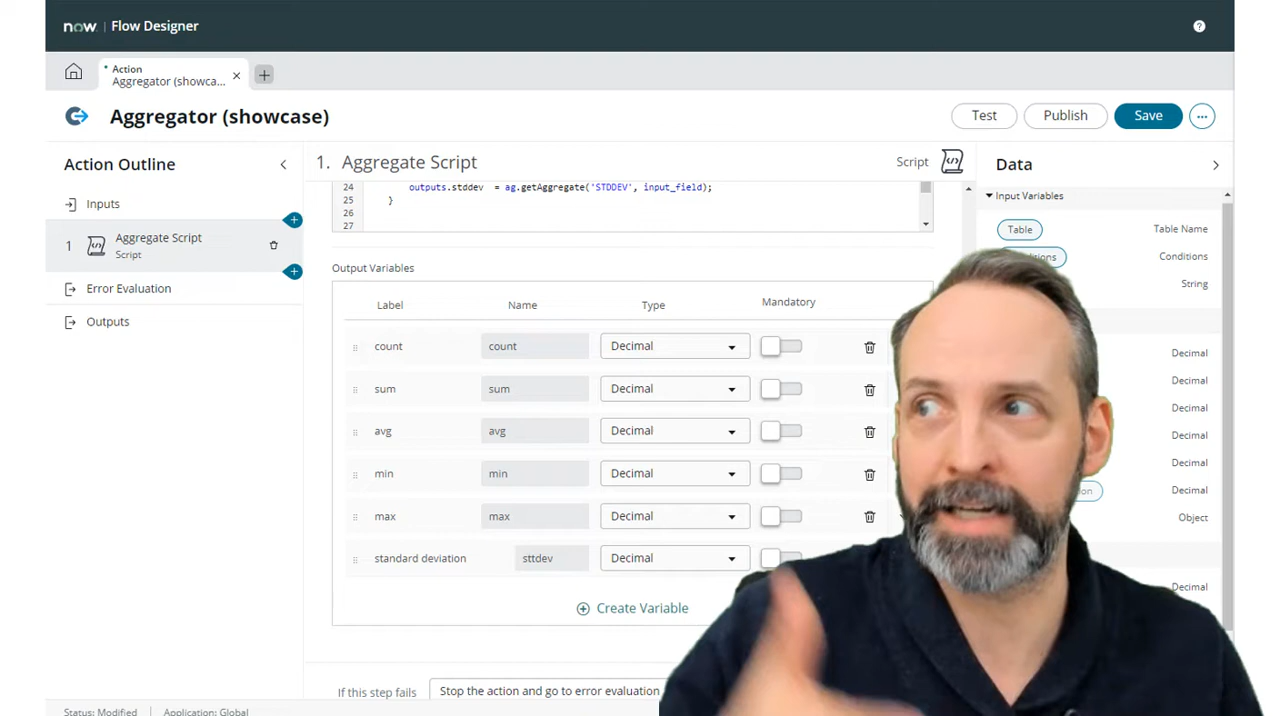 now. | Flow Designer
Action
Aggregator (showca...
Aggregator (showcase)
Test
Publish
Save
Action Outline
Inputs
1
Aggregate Script
Script
Error Evaluation
Outputs
1. Aggregate Script
Script
24 outputs.stddev = ag.getAggregate('STDDEV', input_field);
25 }
26
27
Output Variables
Label Name Type Mandatory
count count Decimal
sum sum Decimal
avg avg Decimal
min min Decimal
max max Decimal
standard deviation sttdev Decimal
Create Variable
If this step fails Stop the action and go to error evaluation
Data
Input Variables
Table Table Name
Conditions
String
Decimal
Decimal
Decimal
Decimal
Decimal
Decimal
Object
Decimal
Status: Modified | Application: Global